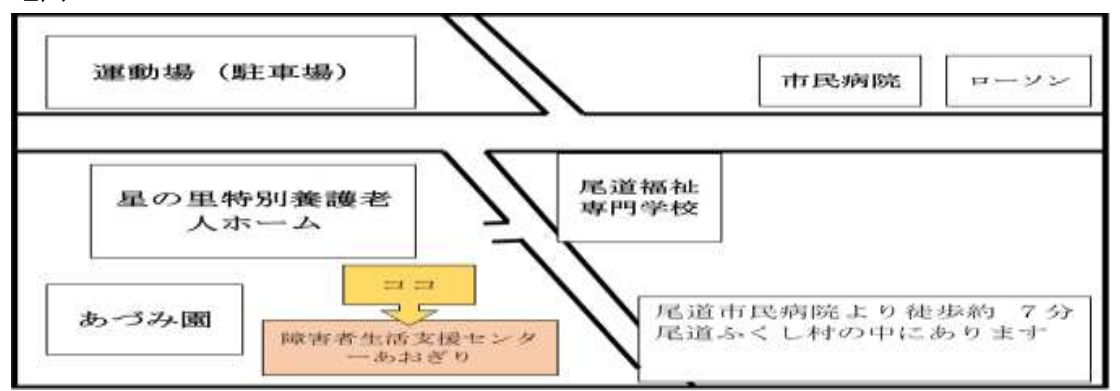 運動場（駐車場）
市民病院
ローソン
星の里特別養護老
人ホーム
尾道福祉
専門学校
ココ
あづみ園
障害者生活支援センタ
ーあおぎり
尾道市民病院より徒歩約 7分
尾道ふくし村の中にあります